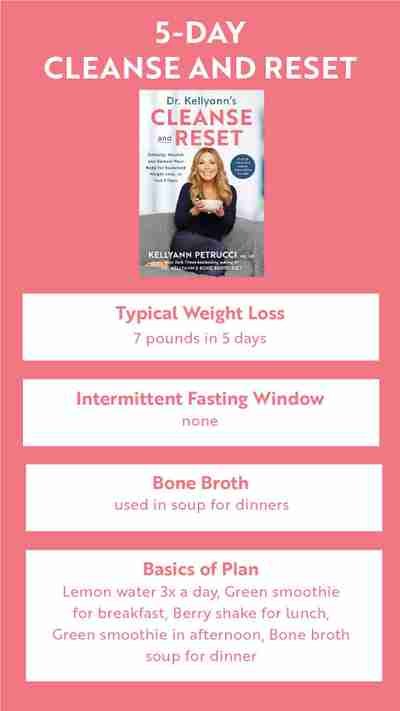 5-DAY
CLEANSE AND RESET
Dr. Kellyann's
CLEANSE
and RESET
Detoxify, Nourish
and Restore Your
Body for Sustained
Weight Loss...in
Just 5 Days
KELLYANN PETRUCCI
Typical Weight Loss
7 pounds in 5 days
Intermittent Fasting Window
none
Bone Broth
used in soup for dinners
Basics of Plan
Lemon water 3x a day, Green smoothie
for breakfast, Berry shake for lunch,
Green smoothie in afternoon, Bone broth
soup for dinner